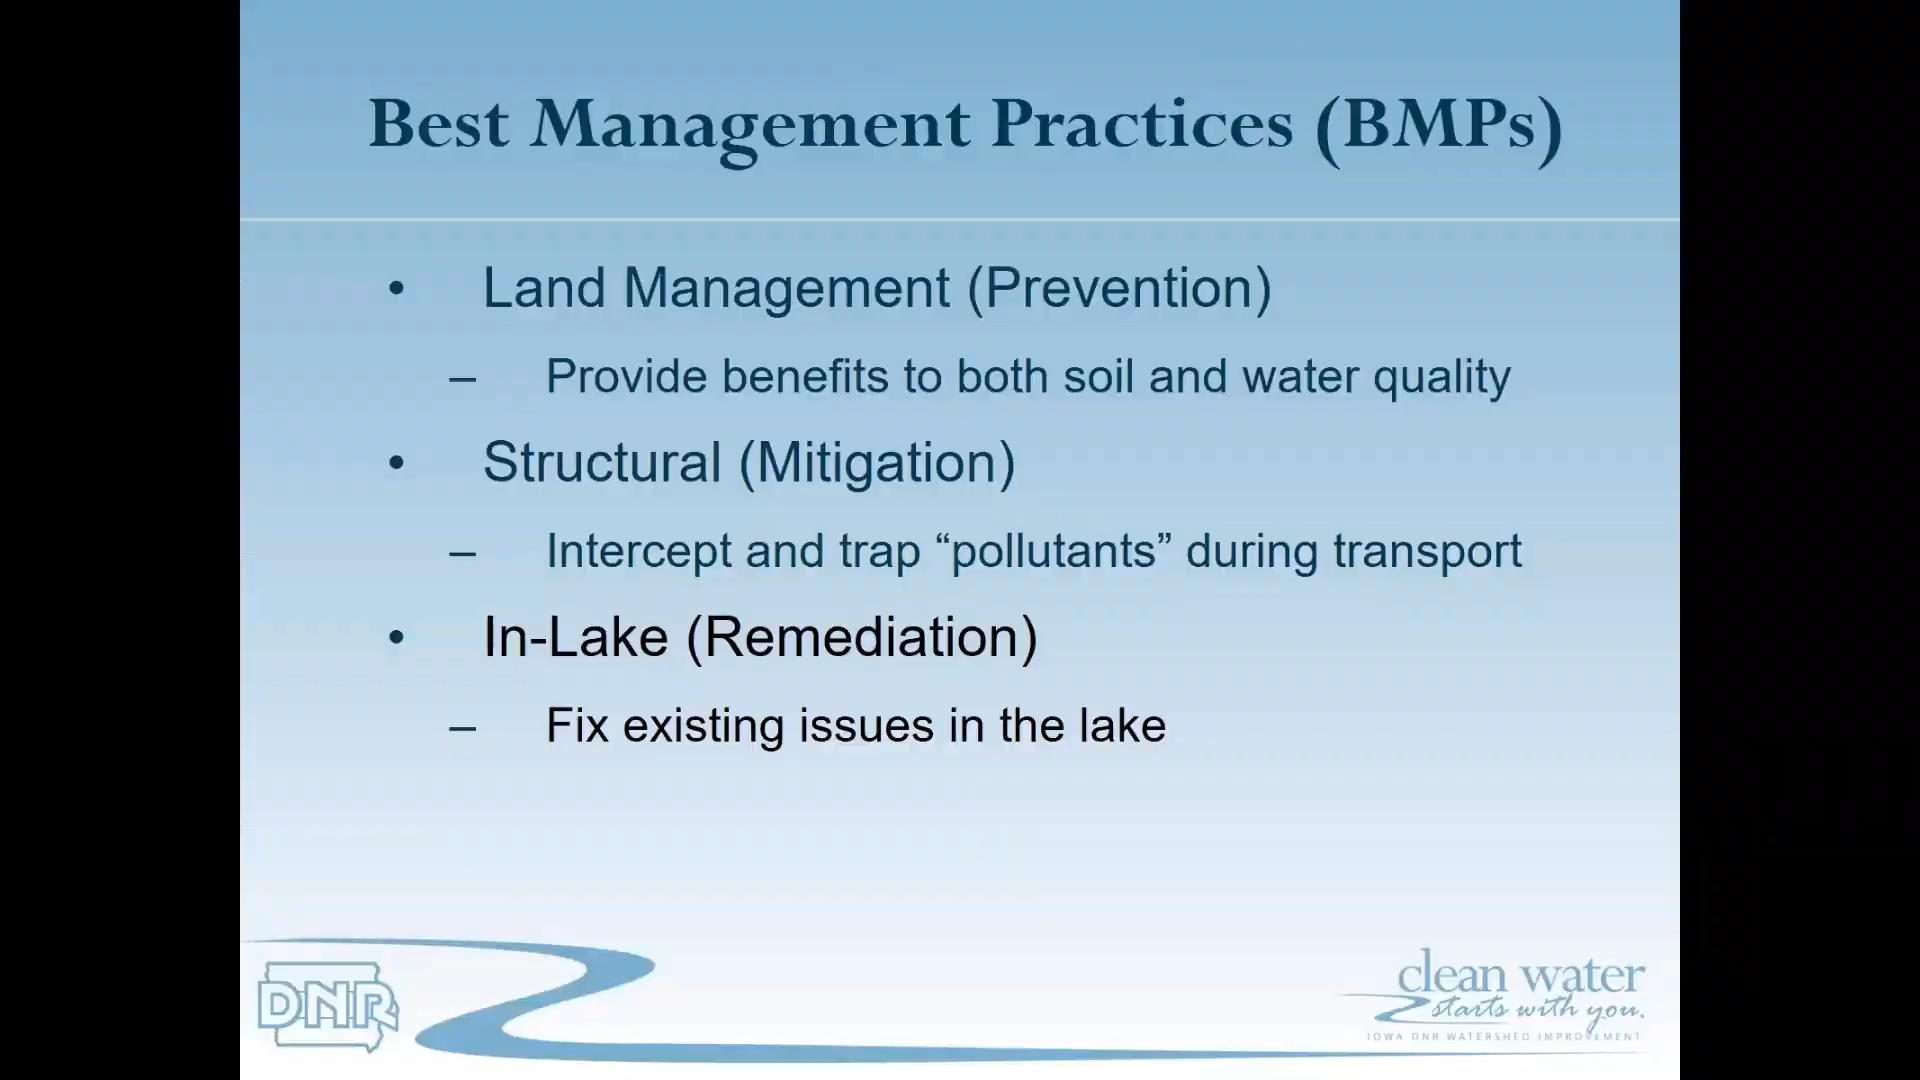 Best Management Practices (BMPs)
• Land Management (Prevention)
– Provide benefits to both soil and water quality
• Structural (Mitigation)
– Intercept and trap “pollutants” during transport
• In-Lake (Remediation)
– Fix existing issues in the lake
DNR
clean water
starts with you.
IOWA DNR WATERSHED IMPROVEMENT